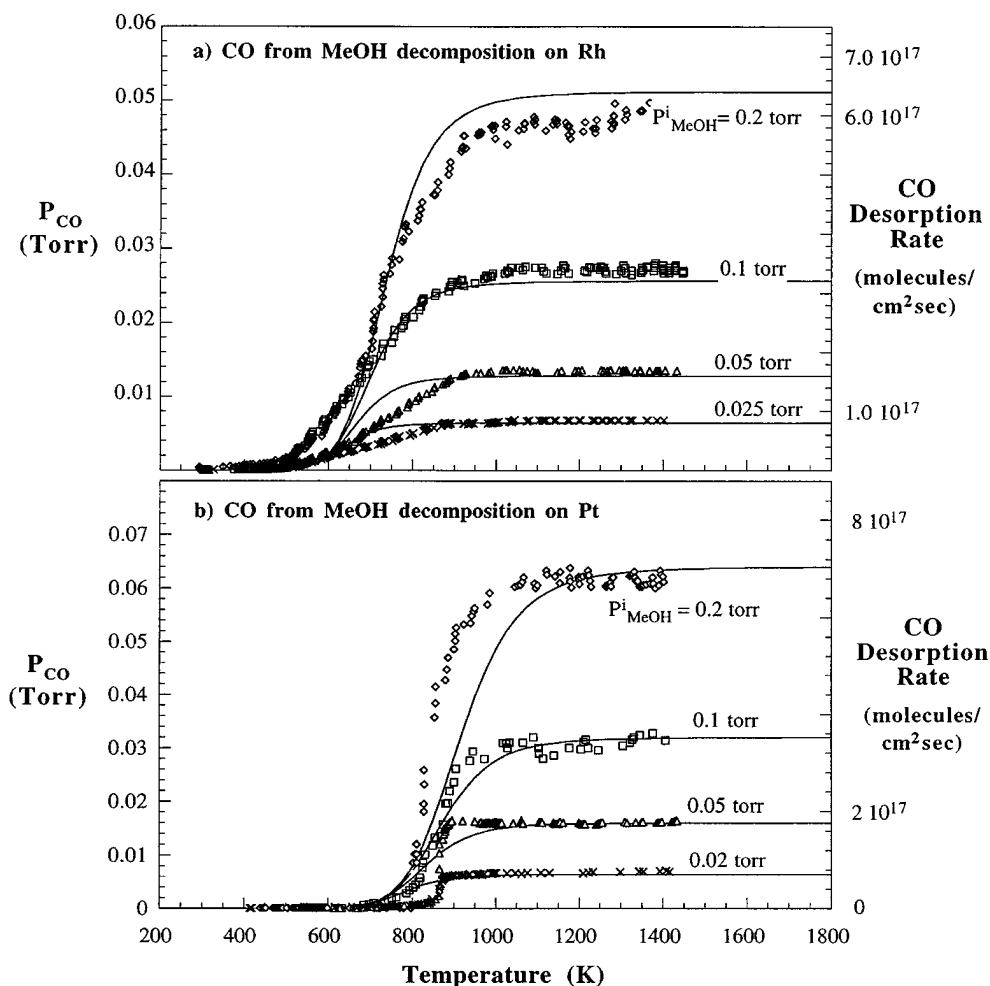 a) CO from MeOH decomposition on Rh
0.06
0.05
0.04
0.03
0.02
0.01
P_CO
(Torr)
7.0 10^17
6.0 10^17
1.0 10^17
CO
Desorption
Rate
(molecules/
cm^2sec)
P^i_MeOH = 0.2 torr
0.1 torr
0.05 torr
0.025 torr
b) CO from MeOH decomposition on Pt
0.07
0.06
0.05
0.04
0.03
0.02
0.01
0
P_CO
(Torr)
8 10^17
2 10^17
0
CO
Desorption
Rate
(molecules/
cm^2sec)
P^i_MeOH = 0.2 torr
0.1 torr
0.05 torr
0.02 torr
200 400 600 800 1000 1200 1400 1600 1800
Temperature (K)